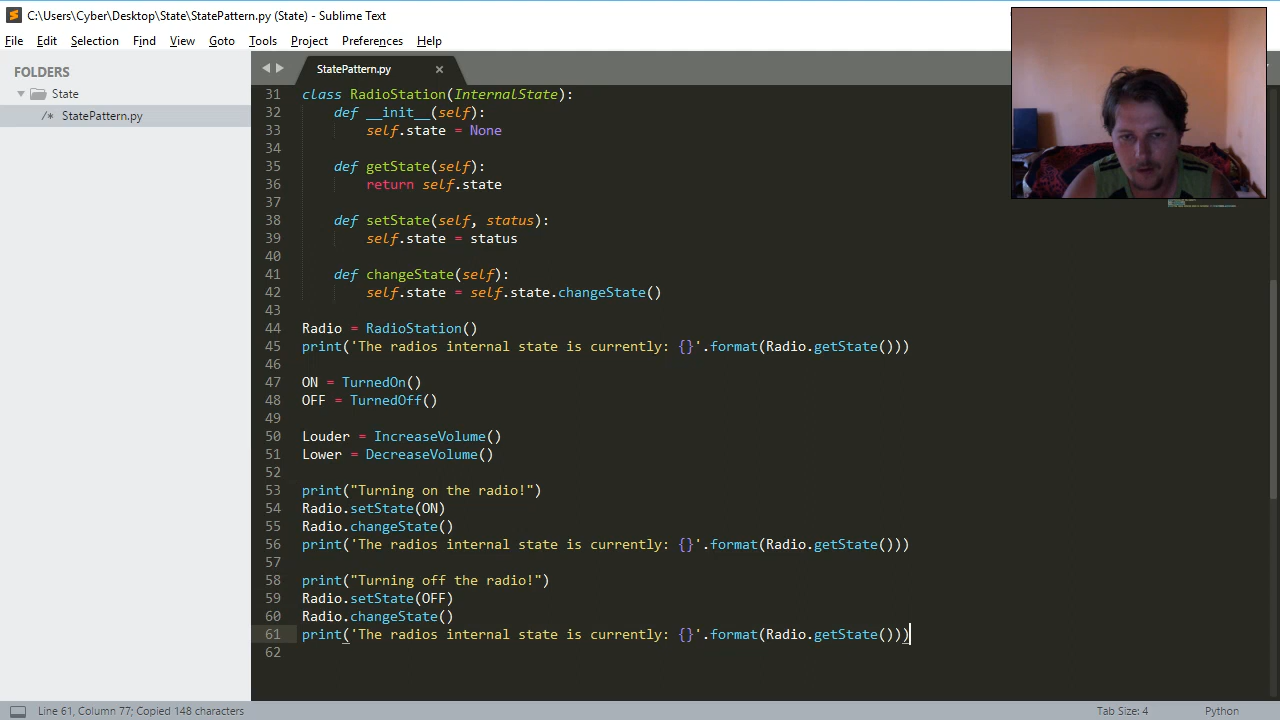 C:\Users\Cyber\Desktop\State\StatePattern.py (State) - Sublime Text
File Edit Selection Find View Goto Tools Project Preferences Help
FOLDERS
State
/* StatePattern.py
StatePattern.py ×
31 class RadioStation(InternalState):
32     def __init__(self):
33         self.state = None
34
35     def getState(self):
36         return self.state
37
38     def setState(self, status):
39         self.state = status
40
41     def changeState(self):
42         self.state = self.state.changeState()
43
44 Radio = RadioStation()
45 print('The radios internal state is currently: {}'.format(Radio.getState()))
46
47 ON = TurnedOn()
48 OFF = TurnedOff()
49
50 Louder = IncreaseVolume()
51 Lower = DecreaseVolume()
52
53 print("Turning on the radio!")
54 Radio.setState(ON)
55 Radio.changeState()
56 print('The radios internal state is currently: {}'.format(Radio.getState()))
57
58 print("Turning off the radio!")
59 Radio.setState(OFF)
60 Radio.changeState()
61 print('The radios internal state is currently: {}'.format(Radio.getState()))
62
Line 61, Column 77; Copied 148 characters
Tab Size: 4
Python